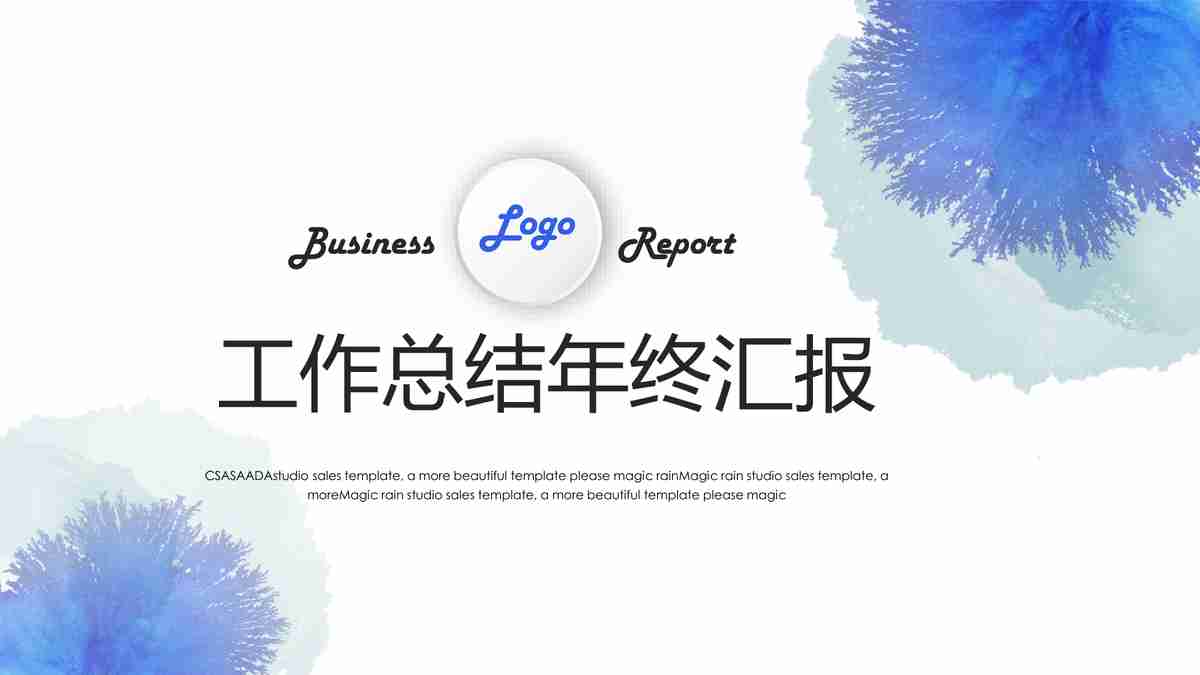 Business Logo Report
工作总结年终汇报
CSASAADAstudio sales template, a more beautiful template please magic rainMagic rain studio sales template, a
moreMagic rain studio sales template, a more beautiful template please magic